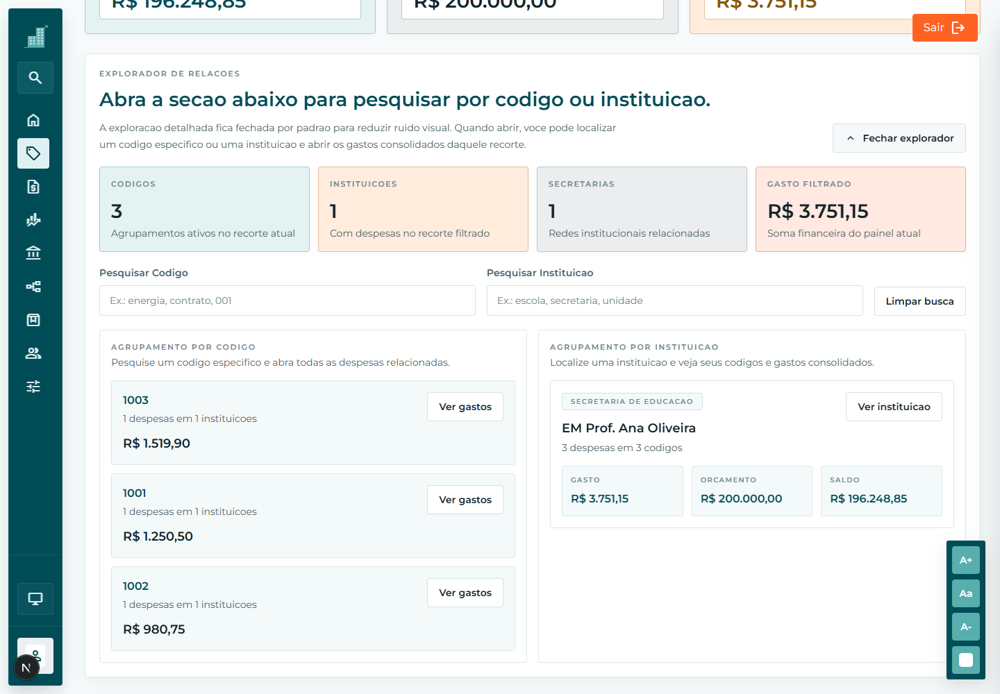 R$ 196.248,85
R$ 200.000,00
R$ 3.751,15
Sair
EXPLORADOR DE RELACOES
Abra a secao abaixo para pesquisar por codigo ou instituicao.
A exploracao detalhada fica fechada por padrao para reduzir ruido visual. Quando abrir, voce pode localizar
um codigo especifico ou uma instituicao e abrir os gastos consolidados daquele recorte.
Fechar explorador
CODIGOS
3
Agrupamentos ativos no recorte atual
INSTITUICOES
1
Com despesas no recorte filtrado
SECRETARIAS
1
Redes institucionais relacionadas
GASTO FILTRADO
R$ 3.751,15
Soma financeira do painel atual
Pesquisar Codigo
Ex.: energia, contrato, 001
Pesquisar Instituicao
Ex.: escola, secretaria, unidade
Limpar busca
AGRUPAMENTO POR CODIGO
Pesquise um codigo especifico e abra todas as despesas relacionadas.
1003
1 despesas em 1 instituicoes
R$ 1.519,90
Ver gastos
1001
1 despesas em 1 instituicoes
R$ 1.250,50
Ver gastos
1002
1 despesas em 1 instituicoes
R$ 980,75
Ver gastos
AGRUPAMENTO POR INSTITUICAO
Localize uma instituicao e veja seus codigos e gastos consolidados.
SECRETARIA DE EDUCACAO
Ver instituicao
EM Prof. Ana Oliveira
3 despesas em 3 codigos
GASTO
R$ 3.751,15
ORCAMENTO
R$ 200.000,00
SALDO
R$ 196.248,85
A+
Aa
A-
N